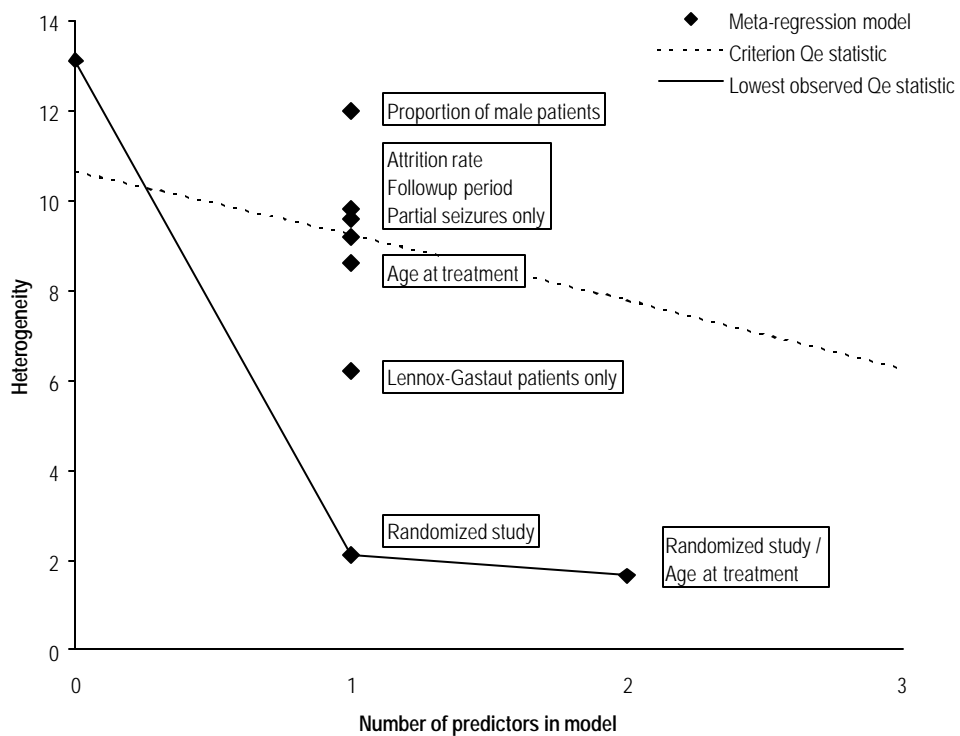 Meta-regression model
Criterion Qe statistic
Lowest observed Qe statistic
14
12
10
8
6
4
2
0
Heterogeneity
Proportion of male patients
Attrition rate
Followup period
Partial seizures only
Age at treatment
Lennox-Gastaut patients only
Randomized study
Randomized study /
Age at treatment
0 1 2 3
Number of predictors in model